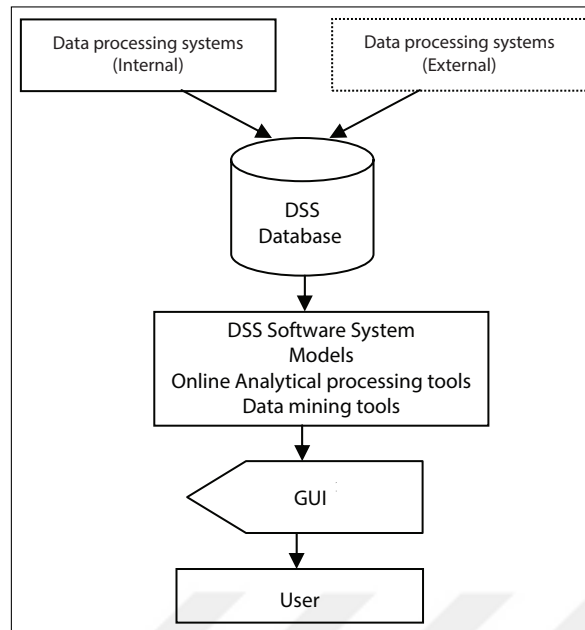 Data processing systems
(Internal)
Data processing systems
(External)
DSS
Database
DSS Software System
Models
Online Analytical processing tools
Data mining tools
GUI
User